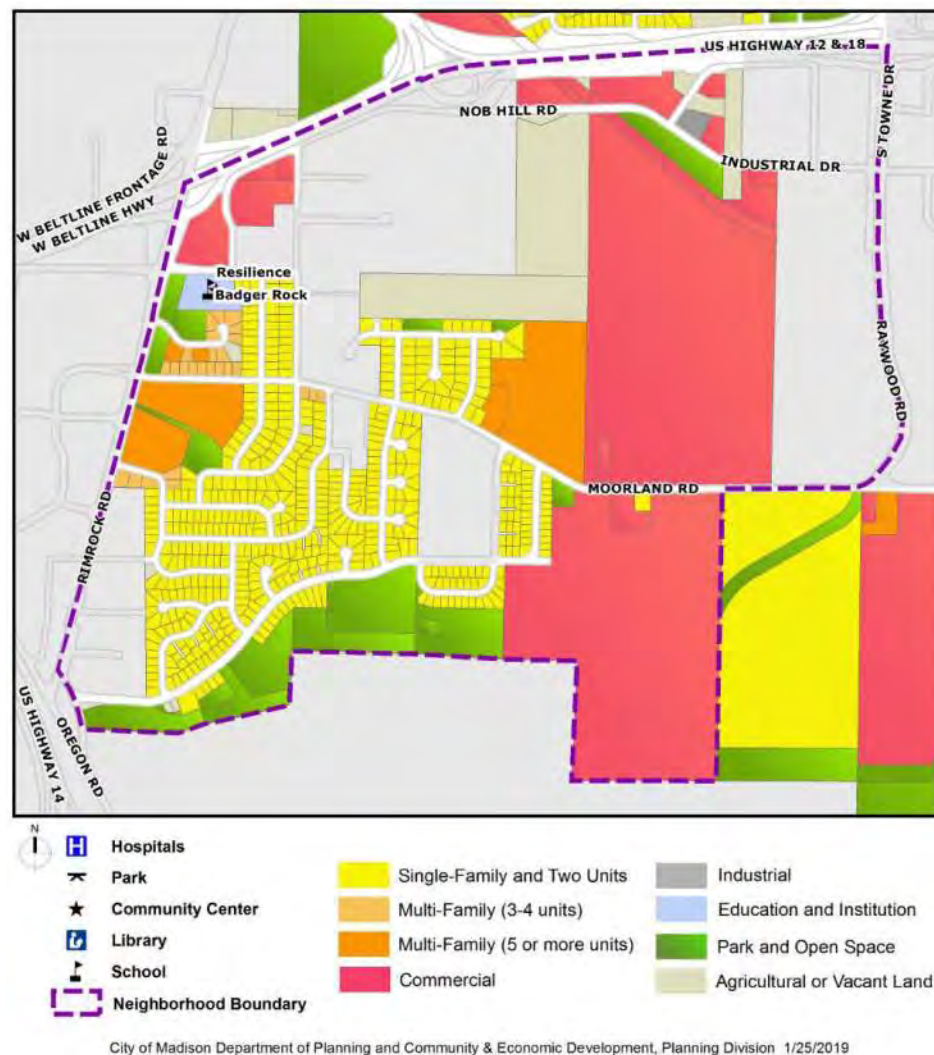 US HIGHWAY 12 & 18
S TOWNE DR
NOB HILL RD
W BELTLINE FRONTAGE RD
W BELTLINE HWY
INDUSTRIAL DR
Resilience
Badger Rock
RAYWOOD RD
MOORLAND RD
RIMROCK RD
US HIGHWAY 14
OREGON RD
N
H
Hospitals
Park
Community Center
Library
School
Neighborhood Boundary
Single-Family and Two Units
Multi-Family (3-4 units)
Multi-Family (5 or more units)
Commercial
Industrial
Education and Institution
Park and Open Space
Agricultural or Vacant Land
City of Madison Department of Planning and Community & Economic Development, Planning Division 1/25/2019